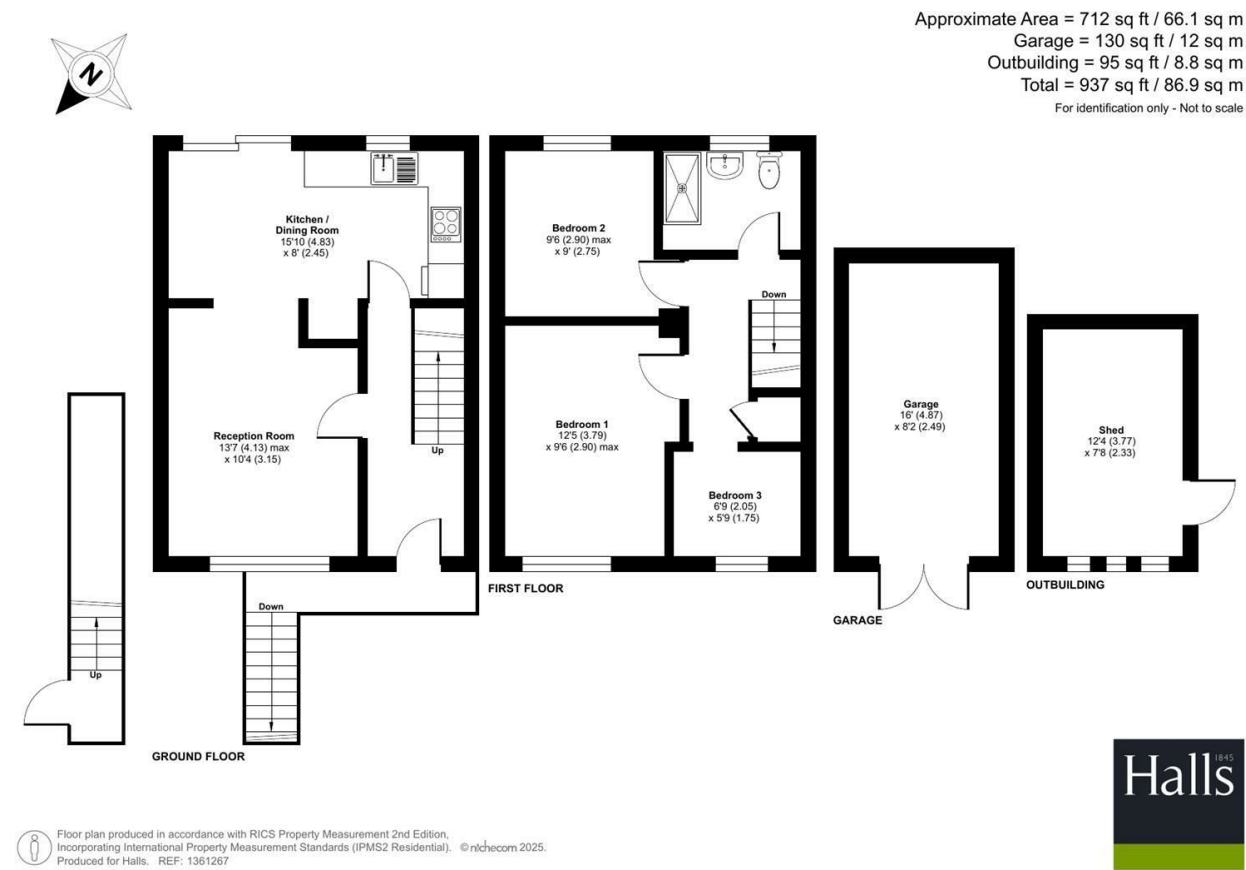 Approximate Area = 712 sq ft / 66.1 sq m
Garage = 130 sq ft / 12 sq m
Outbuilding = 95 sq ft / 8.8 sq m
Total = 937 sq ft / 86.9 sq m
For identification only - Not to scale
N
Kitchen /
Dining Room
15'10 (4.83)
x 8' (2.45)
Reception Room
13'7 (4.13) max
x 10'4 (3.15)
Up
Down
Up
GROUND FLOOR
Bedroom 2
9'6 (2.90) max
x 9' (2.75)
Down
Bedroom 1
12'5 (3.79)
x 9'6 (2.90) max
Bedroom 3
6'9 (2.05)
x 5'9 (1.75)
FIRST FLOOR
Garage
16' (4.87)
x 8'2 (2.49)
GARAGE
Shed
12'4 (3.77)
x 7'8 (2.33)
OUTBUILDING
Halls
1845
Floor plan produced in accordance with RICS Property Measurement 2nd Edition,
Incorporating International Property Measurement Standards (IPMS2 Residential). © nichecom 2025.
Produced for Halls. REF: 1361267